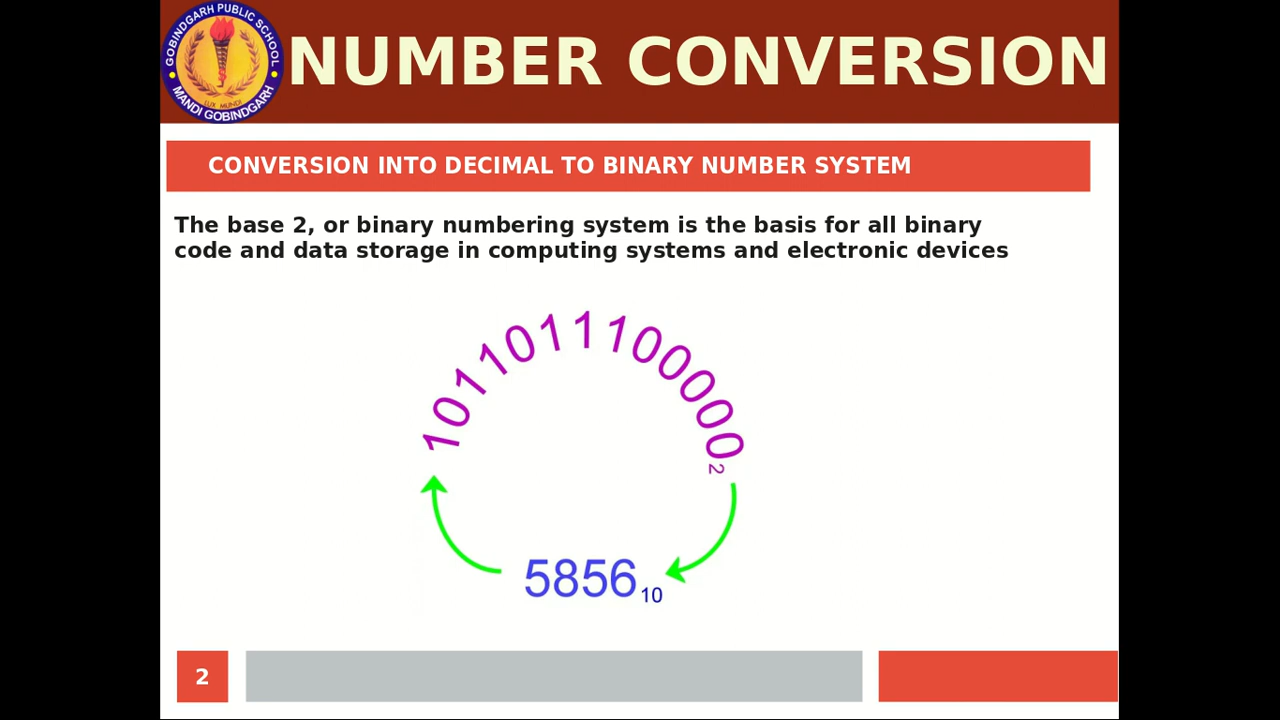 GOBINDGARH PUBLIC SCHOOL
LUX MUNDI
MANDI GOBINDGARH
NUMBER CONVERSION
CONVERSION INTO DECIMAL TO BINARY NUMBER SYSTEM
The base 2, or binary numbering system is the basis for all binary
code and data storage in computing systems and electronic devices
1011011100000₂
5856₁₀
2